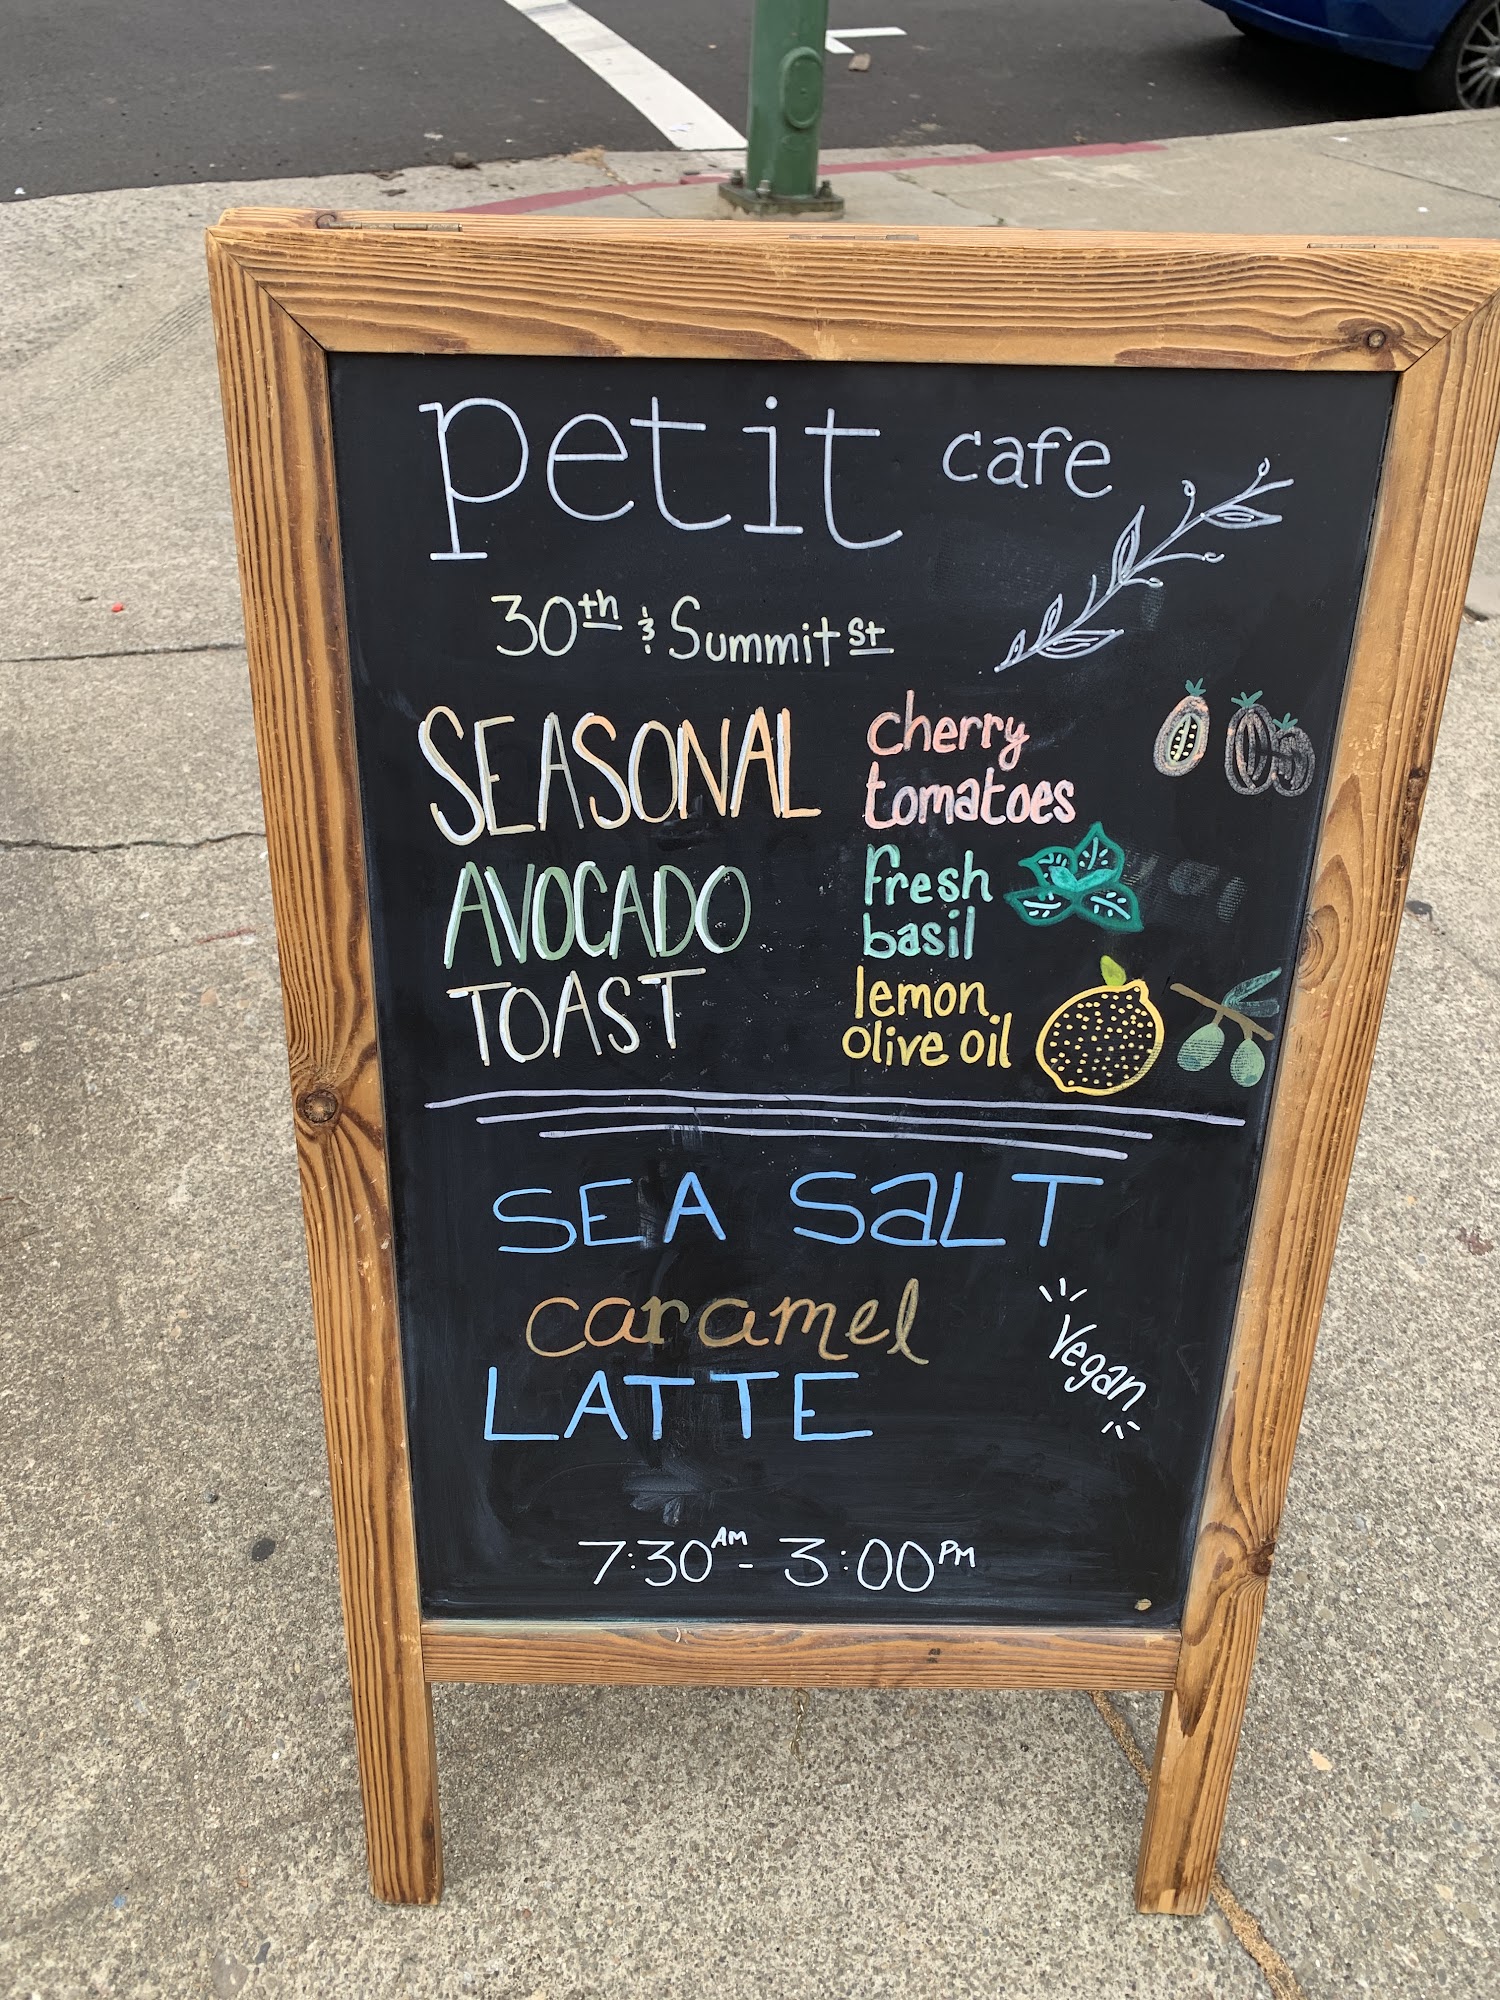 petit cafe
30th & Summit St
SEASONAL
AVOCADO
TOAST
cherry
tomatoes
fresh
basil
lemon
olive oil
SEA SaLT
caramel
LATTE
Vegan
7:30AM - 3:00PM